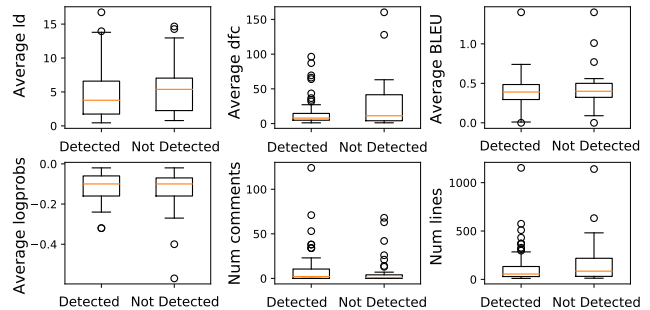 Average ld
15
10
5
0
Detected Not Detected
Average dfc
150
100
50
0
Detected Not Detected
Average BLEU
1.0
0.5
0.0
Detected Not Detected
Average logprobs
0.0
−0.2
−0.4
Detected Not Detected
Num comments
100
50
0
Detected Not Detected
Num lines
1000
500
0
Detected Not Detected